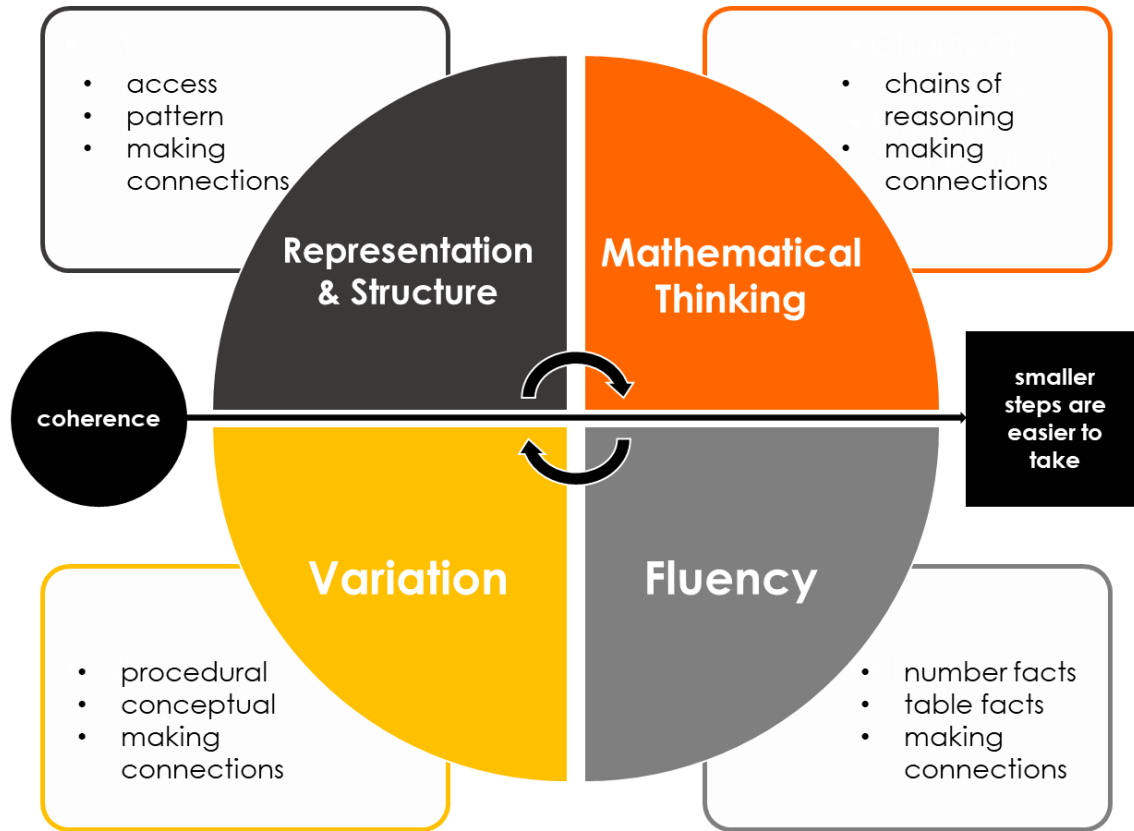 • access
• pattern
• making
connections
• chains of
reasoning
• making
connections
Representation
& Structure
Mathematical
Thinking
coherence
smaller
steps are
easier to
take
Variation
Fluency
• procedural
• conceptual
• making
connections
• number facts
• table facts
• making
connections